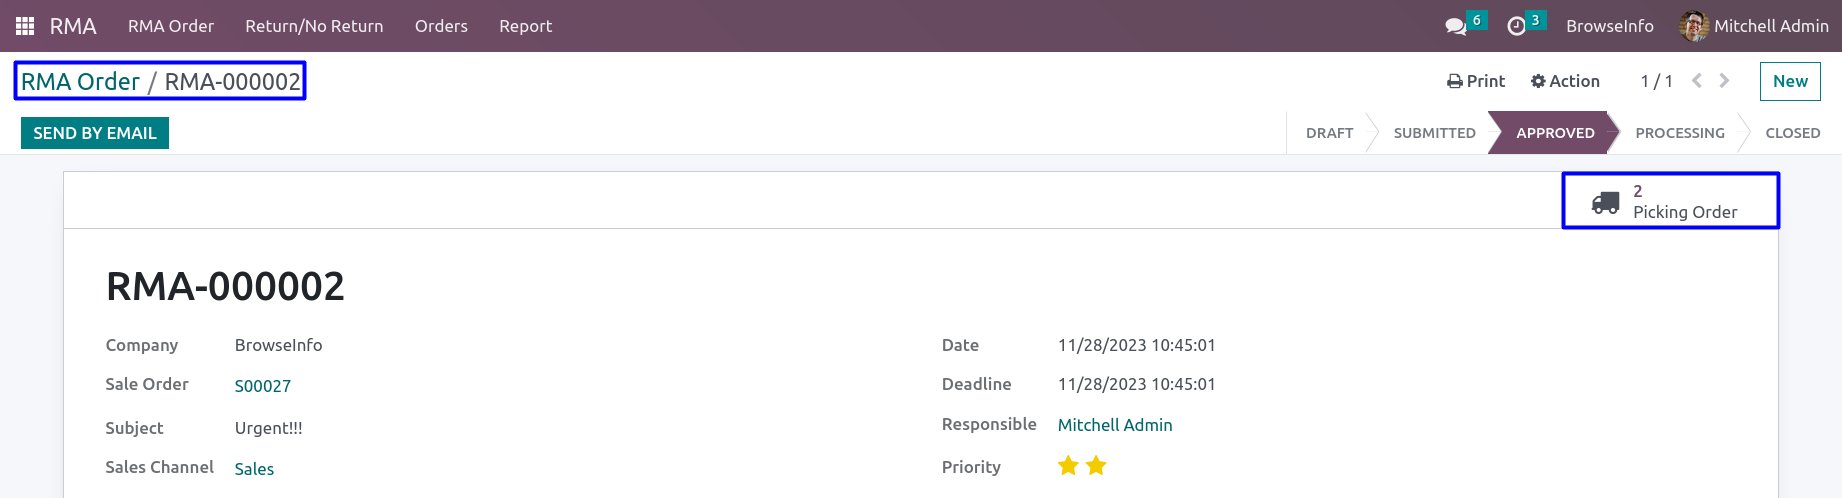 RMA RMA Order Return/No Return Orders Report 6 3 BrowseInfo Mitchell Admin
RMA Order / RMA-000002 Print Action 1 / 1 New
SEND BY EMAIL DRAFT SUBMITTED APPROVED PROCESSING CLOSED
2
Picking Order
RMA-000002
Company BrowseInfo Date 11/28/2023 10:45:01
Sale Order S00027 Deadline 11/28/2023 10:45:01
Subject Urgent!!! Responsible Mitchell Admin
Sales Channel Sales Priority